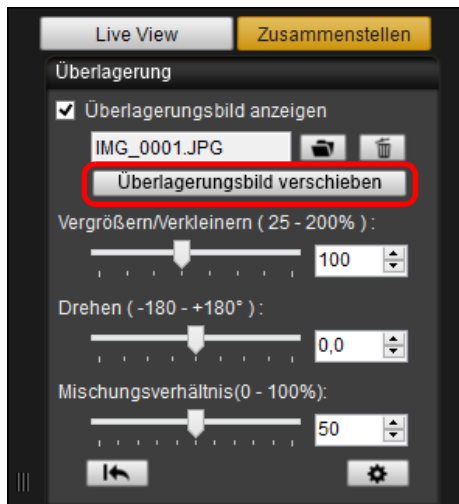 Live View Zusammenstellen
Überlagerung
Überlagerungsbild anzeigen
IMG_0001.JPG
Überlagerungsbild verschieben
Vergrößern/Verkleinern ( 25 - 200% ) :
100
Drehen ( -180 - +180° ) :
0,0
Mischungsverhältnis(0 - 100%):
50